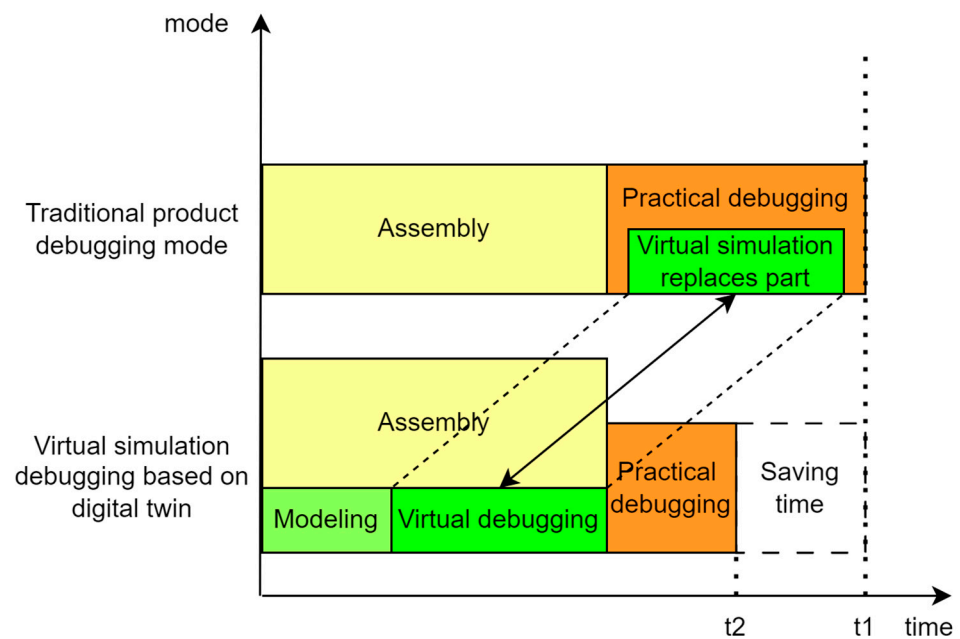 mode
Traditional product
debugging mode
Assembly
Practical debugging
Virtual simulation
replaces part
Virtual simulation
debugging based on
digital twin
Assembly
Modeling
Virtual debugging
Practical
debugging
Saving
time
t2
t1
time